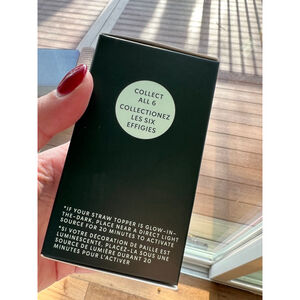 COLLECT
ALL 6
COLLECTIONEZ
LES SIX
EFFIGIES
*IF YOUR STRAW TOPPER IS GLOW-IN-
THE-DARK, PLACE NEAR A DIRECT LIGHT
SOURCE FOR 20 MINUTES TO ACTIVATE
*SI VOTRE DÉCORATION DE PAILLE EST
LUMINESCENTE, PLACEZ-LA SOUS UNE
SOURCE DE LUMIÈRE DURANT 20
MINUTES POUR L'ACTIVER